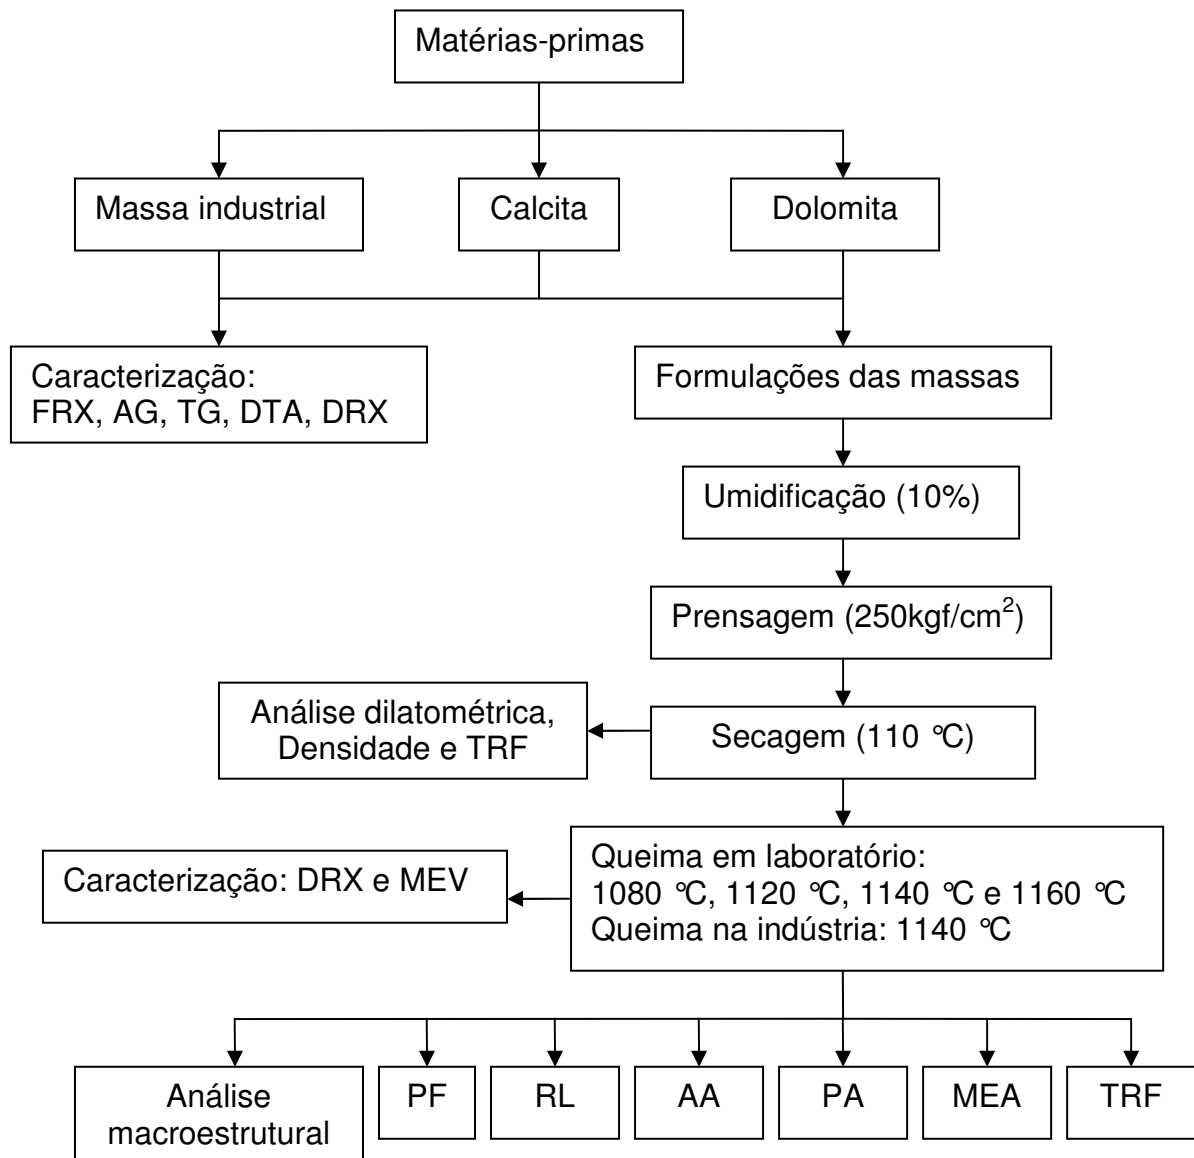 Matérias-primas
Massa industrial
Calcita
Dolomita
Caracterização:
FRX, AG, TG, DTA, DRX
Formulações das massas
Umidificação (10%)
Prensagem (250kgf/cm²)
Análise dilatométrica,
Densidade e TRF
Secagem (110 °C)
Caracterização: DRX e MEV
Queima em laboratório:
1080 °C, 1120 °C, 1140 °C e 1160 °C
Queima na indústria: 1140 °C
Análise
macroestrutural
PF
RL
AA
PA
MEA
TRF